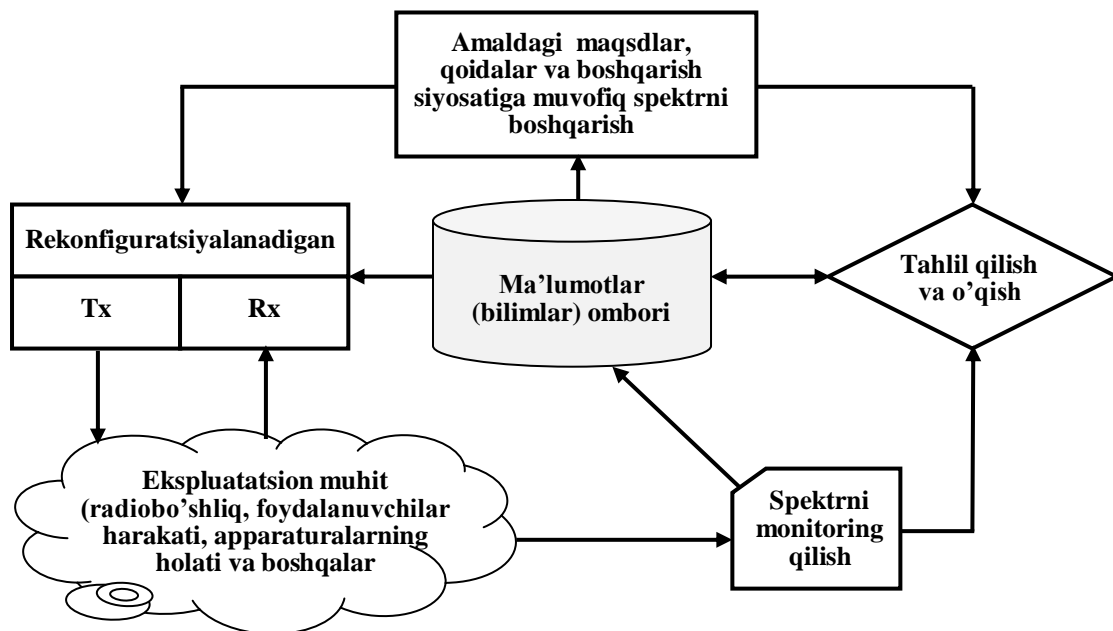 Amaldagi maqsdlar,
qoidalar va boshqarish
siyosatiga muvofiq spektrni
boshqarish
Rekonfiguratsiyalanadigan
Tx
Rx
Ma’lumotlar
(bilimlar) ombori
Tahlil qilish
va o’qish
Ekspluatatsion muhit
(radiobo’shliq, foydalanuvchilar
harakati, apparaturalarning
holati va boshqalar
Spektrni
monitoring
qilish